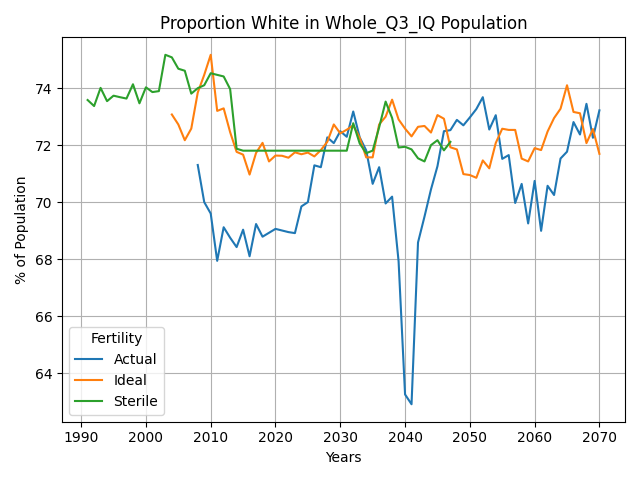 Proportion White in Whole_Q3_IQ Population
% of Population
74
72
70
68
66
64
Fertility
Actual
Ideal
Sterile
1990 2000 2010 2020 2030 2040 2050 2060 2070
Years